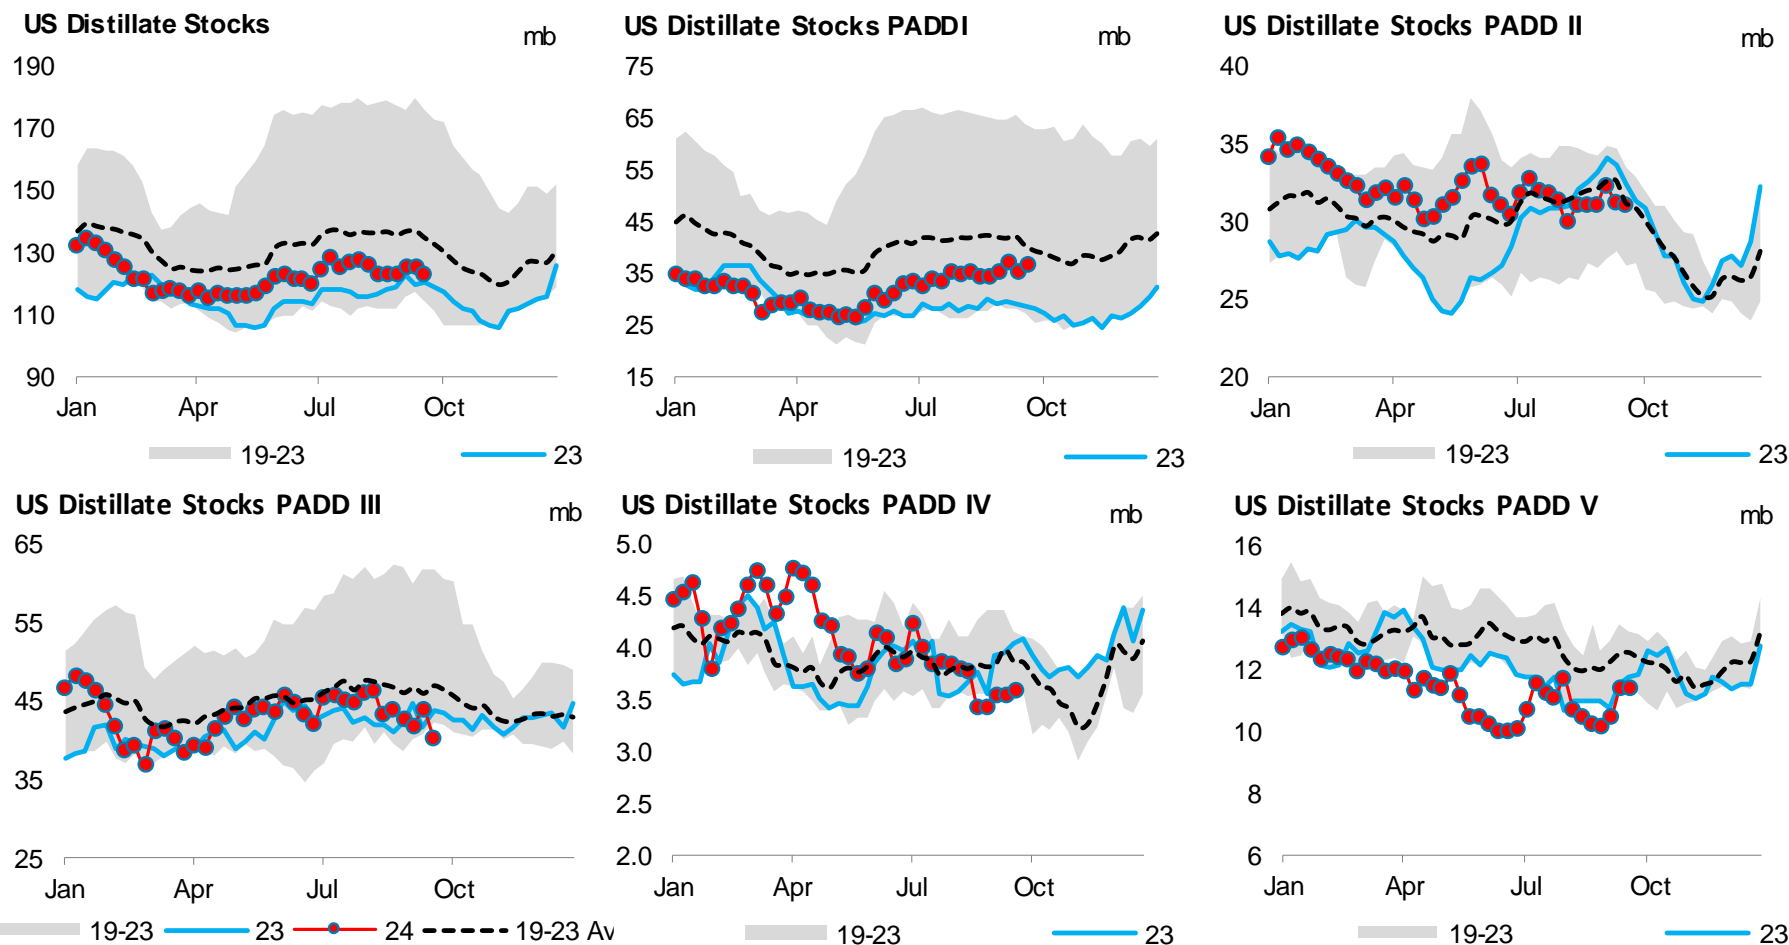 US Distillate Stocks
mb
190
170
150
130
110
90
Jan Apr Jul Oct
19-23 23
US Distillate Stocks PADDI
mb
75
65
55
45
35
25
15
Jan Apr Jul Oct
19-23 23
US Distillate Stocks PADD II
mb
40
35
30
25
20
Jan Apr Jul Oct
19-23 23
US Distillate Stocks PADD III
mb
65
55
45
35
25
Jan Apr Jul Oct
19-23 23 24 19-23 Av
US Distillate Stocks PADD IV
mb
5.0
4.5
4.0
3.5
3.0
2.5
2.0
Jan Apr Jul Oct
19-23 23
US Distillate Stocks PADD V
mb
16
14
12
10
8
6
Jan Apr Jul Oct
19-23 23